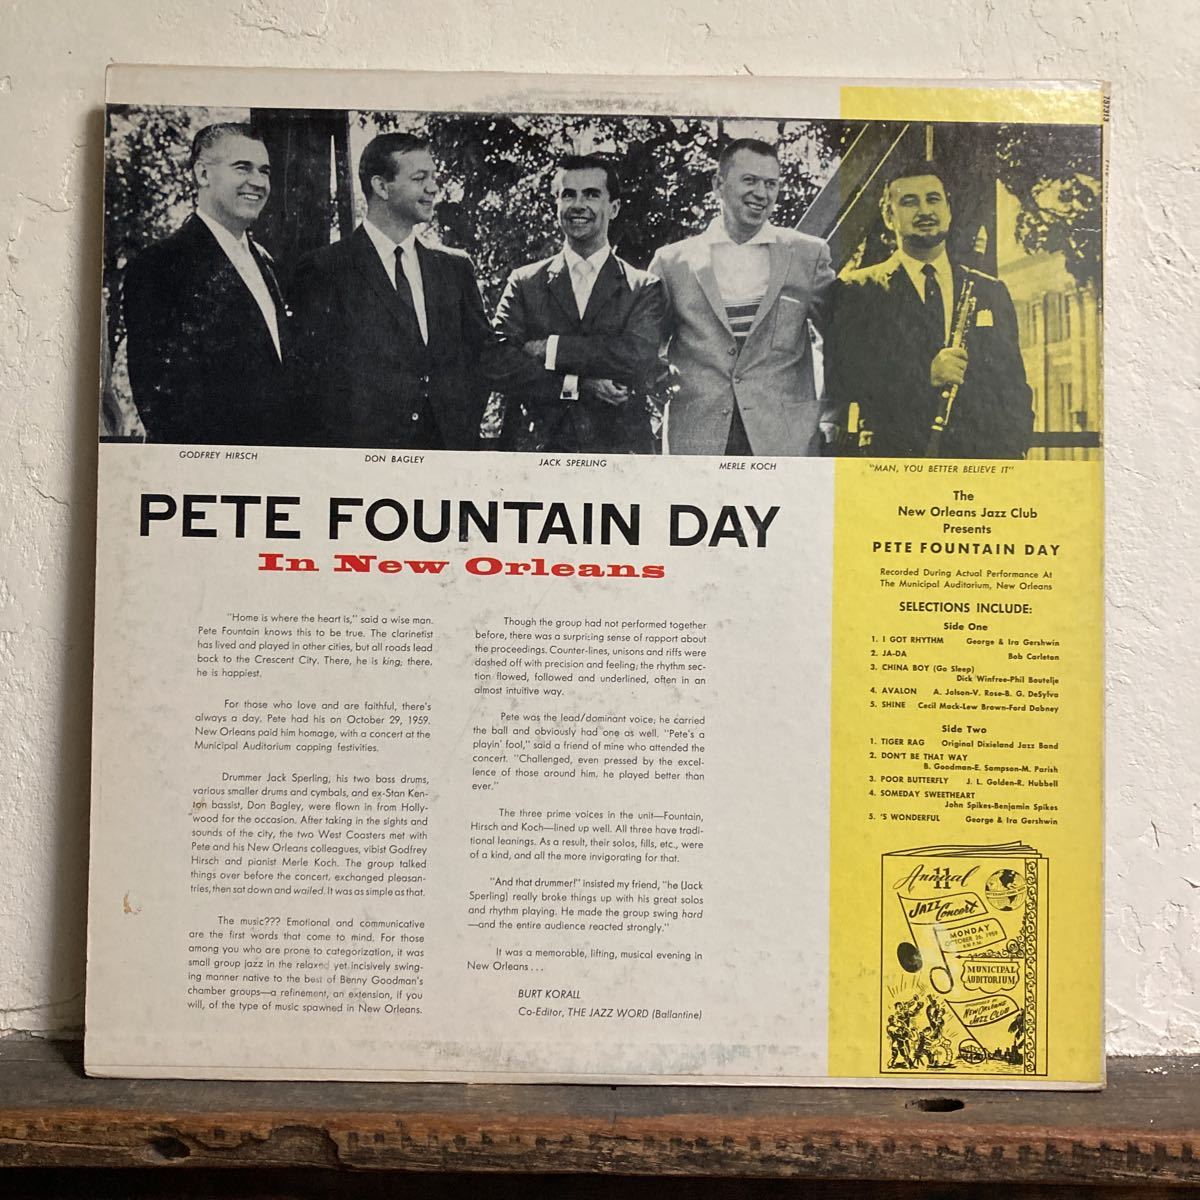 757313
GODFREY HIRSCH
DON BAGLEY
JACK SPERLING
MERLE KOCH
"MAN, YOU BETTER BELIEVE IT"
PETE FOUNTAIN DAY
In New Orleans
"Home is where the heart is," said a wise man.
Pete Fountain knows this to be true. The clarinetist
has lived and played in other cities, but all roads lead
back to the Crescent City. There, he is king; there,
he is happiest.
For those who love and are faithful, there's
always a day. Pete had his on October 29, 1959.
New Orleans paid him homage, with a concert at the
Municipal Auditorium capping festivities.
Drummer Jack Sperling, his two bass drums,
various smaller drums and cymbals, and ex-Stan Ken-
ton bassist, Don Bagley, were flown in from Holly-
wood for the occasion. After taking in the sights and
sounds of the city, the two West Coasters met with
Pete and his New Orleans colleagues, vibist Godfrey
Hirsch and pianist Merle Koch. The group talked
things over before the concert, exchanged pleasan-
tries, then sat down and wailed. It was as simple as that.
The music??? Emotional and communicative
are the first words that come to mind. For those
among you who are prone to categorization, it was
small group jazz in the relaxed yet incisively swing-
ing manner native to the best of Benny Goodman's
chamber groups—a refinement, an extension, if you
will, of the type of music spawned in New Orleans.
Though the group had not performed together
before, there was a surprising sense of rapport about
the proceedings. Counter-lines, unisons and riffs were
dashed off with precision and feeling; the rhythm sec-
tion flowed, followed and underlined, often in an
almost intuitive way.
Pete was the lead/dominant voice; he carried
the ball and obviously had one as well. "Pete's a
playin' fool," said a friend of mine who attended the
concert. "Challenged, even pressed by the excel-
lence of those around him, he played better than
ever."
The three prime voices in the unit—Fountain,
Hirsch and Koch—lined up well. All three have tradi-
tional leanings. As a result, their solos, fills, etc., were
of a kind, and all the more invigorating for that.
"And that drummer!" insisted my friend, "he (Jack
Sperling) really broke things up with his great solos
and rhythm playing. He made the group swing hard
—and the entire audience reacted strongly."
It was a memorable, lifting, musical evening in
New Orleans . . .
BURT KORALL
Co-Editor, THE JAZZ WORD (Ballantine)
The
New Orleans Jazz Club
Presents
PETE FOUNTAIN DAY
Recorded During Actual Performance At
The Municipal Auditorium, New Orleans
SELECTIONS INCLUDE:
Side One
1. I GOT RHYTHM George & Ira Gershwin
2. JA-DA Bob Carleton
3. CHINA BOY (Go Sleep)
Dick Winfree-Phil Boutelje
4. AVALON A. Jolson-V. Rose-B. G. DeSylva
5. SHINE Cecil Mack-Lew Brown-Ford Dabney
Side Two
1. TIGER RAG Original Dixieland Jazz Band
2. DON'T BE THAT WAY
B. Goodman-E. Sampson-M. Parish
3. POOR BUTTERFLY J. L. Golden-R. Hubbell
4. SOMEDAY SWEETHEART
John Spikes-Benjamin Spikes
5. 'S WONDERFUL George & Ira Gershwin
11
Annual
JAZZ Concert
MONDAY
OCTOBER 26, 1959
MUNICIPAL
AUDITORIUM
NEW ORLEANS
JAZZ CLUB